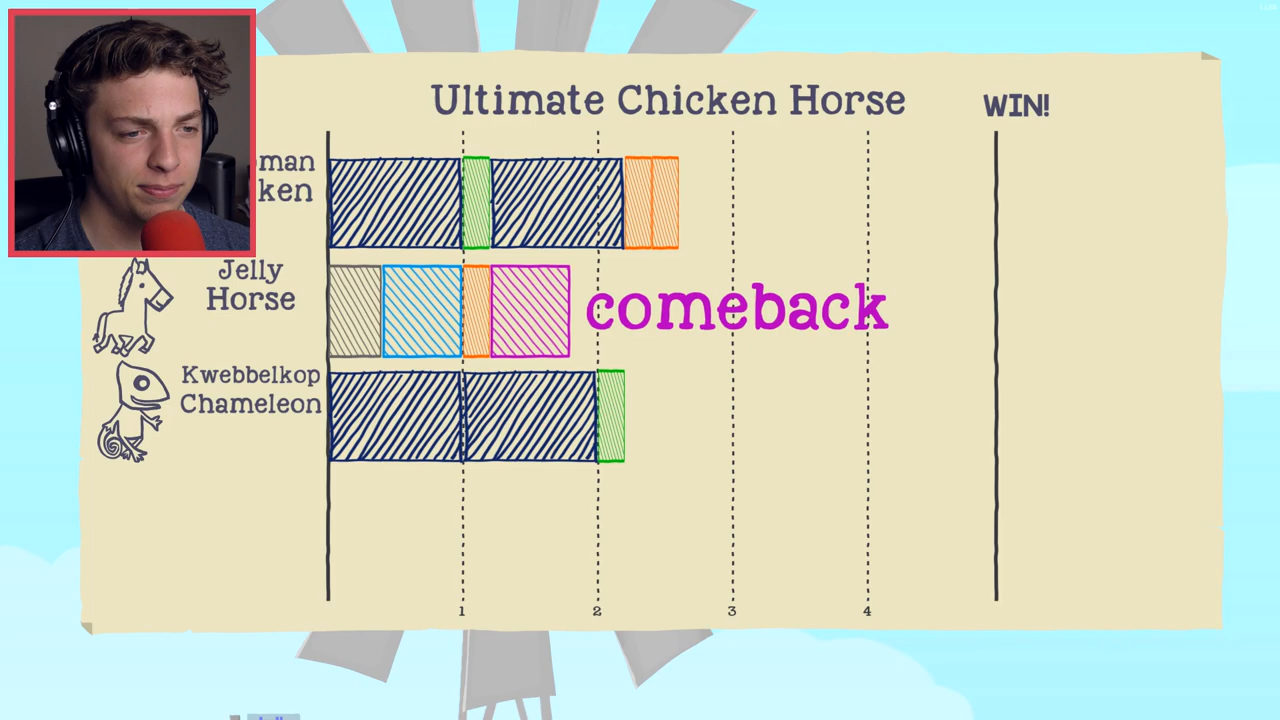 Ultimate Chicken Horse
WIN!
man
ken
Jelly
Horse
comeback
Kwebbelkop
Chameleon
1 2 3 4